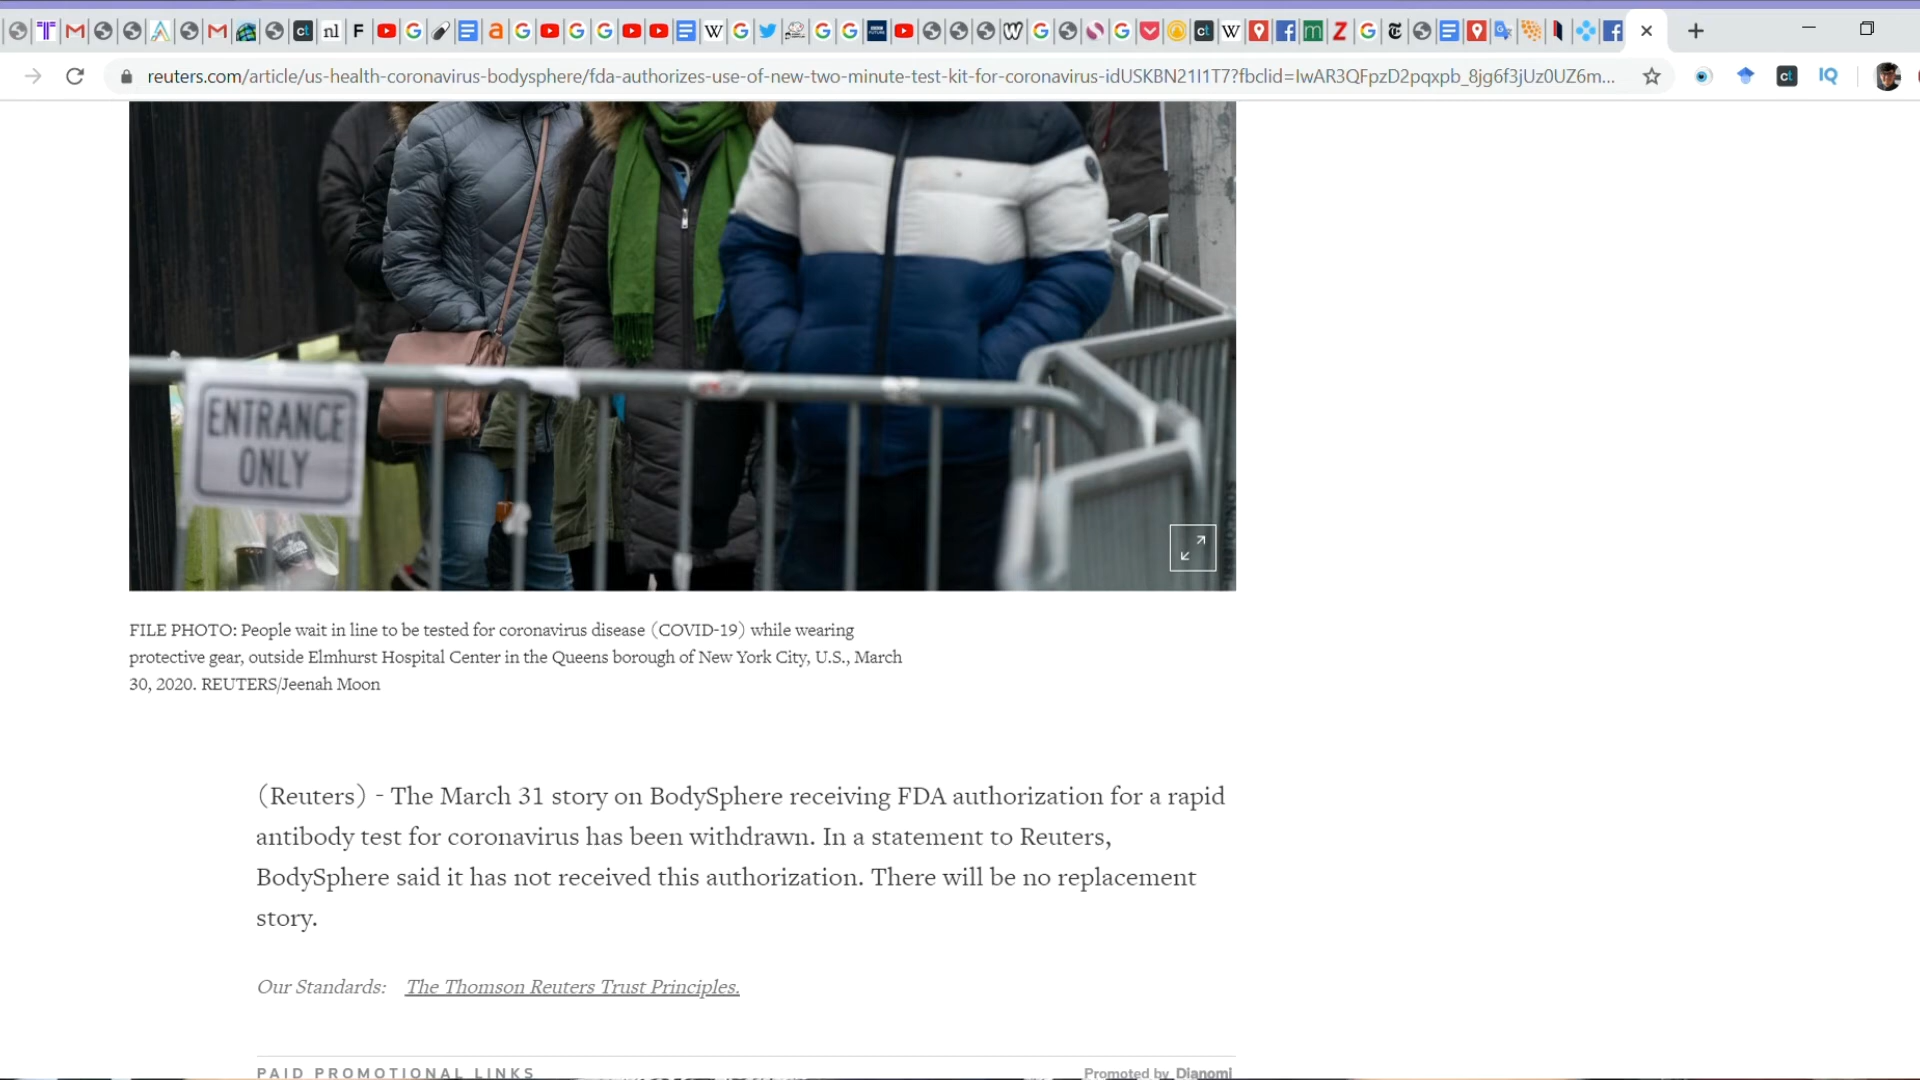 reuters.com/article/us-health-coronavirus-bodysphere/fda-authorizes-use-of-new-two-minute-test-kit-for-coronavirus-idUSKBN21I1T7?fbclid=IwAR3QFpzD2pqxpb_8jg6f3jUz0UZ6m...
ENTRANCE
ONLY
FILE PHOTO: People wait in line to be tested for coronavirus disease (COVID-19) while wearing
protective gear, outside Elmhurst Hospital Center in the Queens borough of New York City, U.S., March
30, 2020. REUTERS/Jeenah Moon
(Reuters) - The March 31 story on BodySphere receiving FDA authorization for a rapid
antibody test for coronavirus has been withdrawn. In a statement to Reuters,
BodySphere said it has not received this authorization. There will be no replacement
story.
Our Standards: The Thomson Reuters Trust Principles.
PAID PROMOTIONAL LINKS Promoted by Dianomi